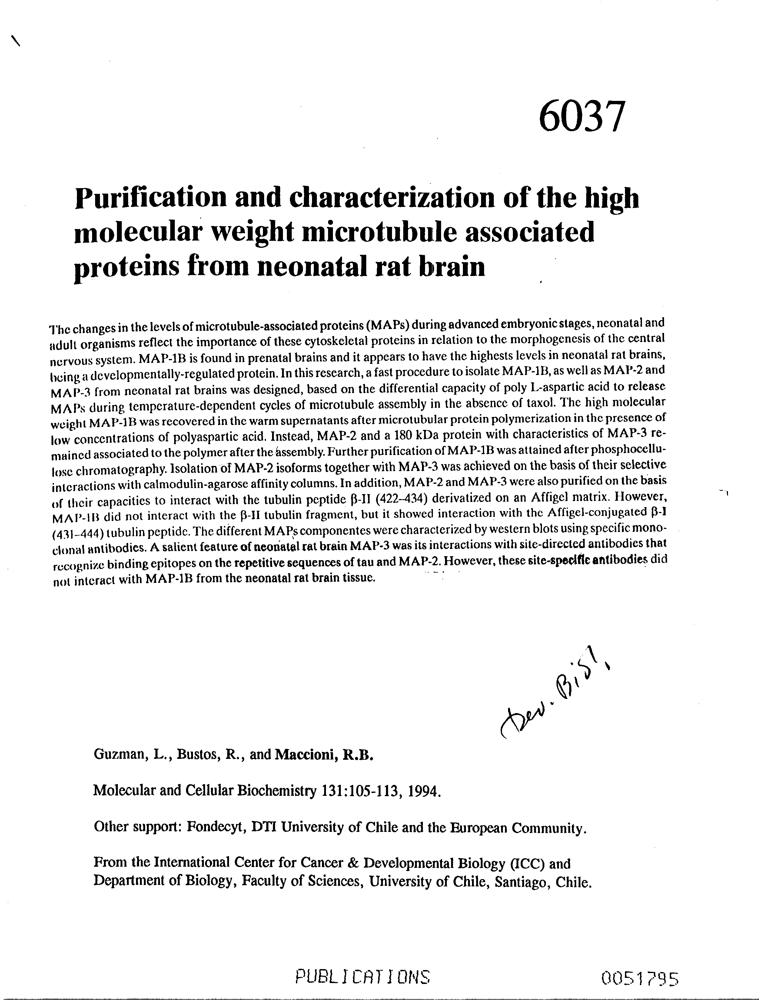 6037
Purification and characterization of the high
molecular weight microtubule associated
proteins from neonatal rat brain
The changes in the levels of microtubule-associated proteins (MAPs) during advanced embryonic stages, neonatal and
adult organisms reflect the importance of these cytoskeletal proteins in relation to the morphogenesis of the central
nervous system. MAP-1B is found in prenatal brains and it appears to have the highests levels in neonatal rat brains,
being a developmentally-regulated protein. In this research, a fast procedure to isolate MAP-1B, as well as MAP-2 and
MAP-3 from neonatal rat brains was designed, based on the differential capacity of poly L-aspartic acid to release
MAPs during temperature-dependent cycles of microtubule assembly in the absence of taxol. The high molecular
weight MAP-1B was recovered in the warm supernatants after microtubular protein polymerization in the presence of
low concentrations of polyaspartic acid. Instead, MAP-2 and a 180 kDa protein with characteristics of MAP-3 re-
mained associated to the polymer after the assembly. Further purification of MAP-1B was attained after phosphocellu-
lose chromatography. Isolation of MAP-2 isoforms together with MAP-3 was achieved on the basis of their selective
interactions with calmodulin-agarose affinity columns. In addition, MAP-2 and MAP-3 were also purified on the basis
of their capacities to interact with the tubulin peptide β-II (422–434) derivatized on an Affigel matrix. However,
MAP-1B did not interact with the β-II tubulin fragment, but it showed interaction with the Affigel-conjugated β-I
(431–444) tubulin peptide. The different MAPs componentes were characterized by western blots using specific mono-
clonal antibodies. A salient feature of neonatal rat brain MAP-3 was its interactions with site-directed antibodies that
recognize binding epitopes on the repetitive sequences of tau and MAP-2. However, these site-specific antibodies did
not interact with MAP-1B from the neonatal rat brain tissue.
Dev. Biol,
Guzman, L., Bustos, R., and Maccioni, R.B.
Molecular and Cellular Biochemistry 131:105-113, 1994.
Other support: Fondecyt, DTI University of Chile and the European Community.
From the International Center for Cancer & Developmental Biology (ICC) and
Department of Biology, Faculty of Sciences, University of Chile, Santiago, Chile.
PUBLICATIONS 0051795